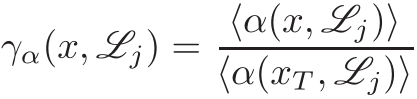 γ_α(x, ℒ_j) = ⟨α(x, ℒ_j)⟩ / ⟨α(x_T, ℒ_j)⟩